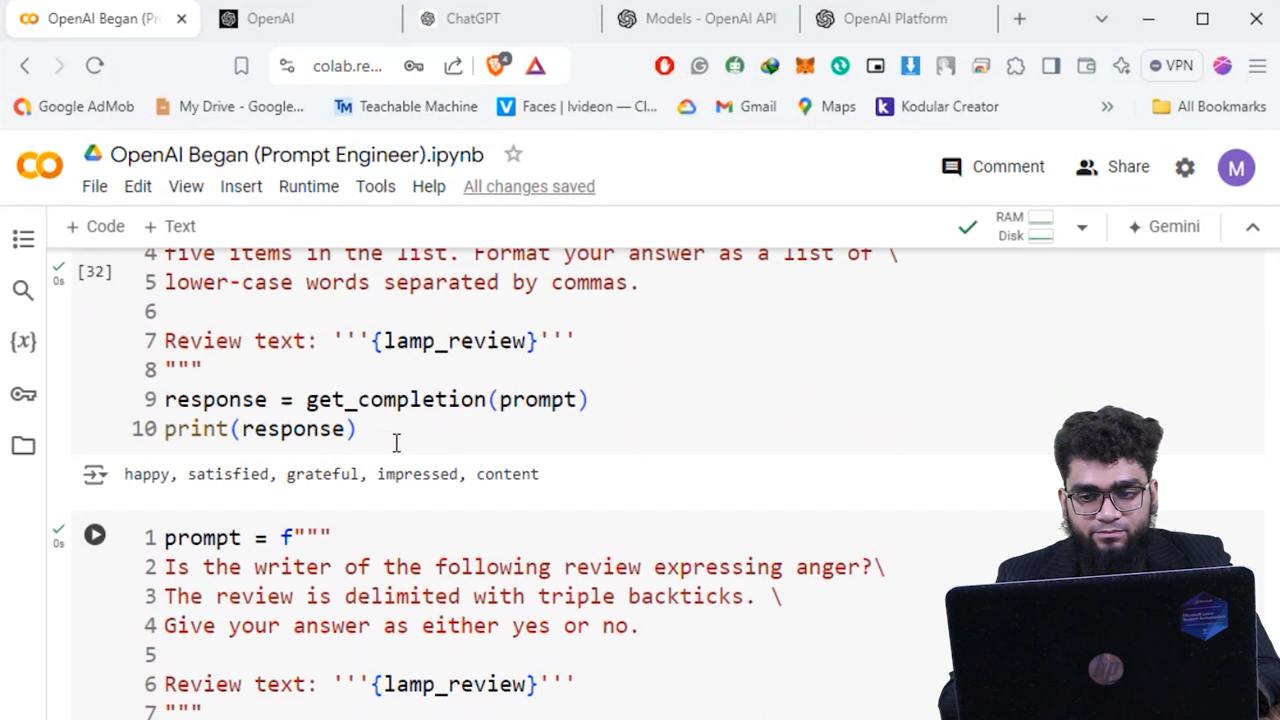 OpenAI Began (Pr
OpenAI
ChatGPT
Models - OpenAI API
OpenAI Platform
colab.re...
4
VPN
Google AdMob
My Drive - Google...
TM Teachable Machine
Faces | Ivideon — Cl...
Gmail
Maps
k Kodular Creator
All Bookmarks
OpenAI Began (Prompt Engineer).ipynb
Comment
Share
M
File Edit View Insert Runtime Tools Help All changes saved
+ Code + Text
RAM
Disk
Gemini
4 five items in the list. Format your answer as a list of \
0s
[32]
5 lower-case words separated by commas.
6
{x}
7 Review text: '''{lamp_review}'''
8 """
9 response = get_completion(prompt)
10 print(response)
happy, satisfied, grateful, impressed, content
0s
1 prompt = f"""
2 Is the writer of the following review expressing anger?\
3 The review is delimited with triple backticks. \
4 Give your answer as either yes or no.
5
6 Review text: '''{lamp_review}'''
7 """
hp